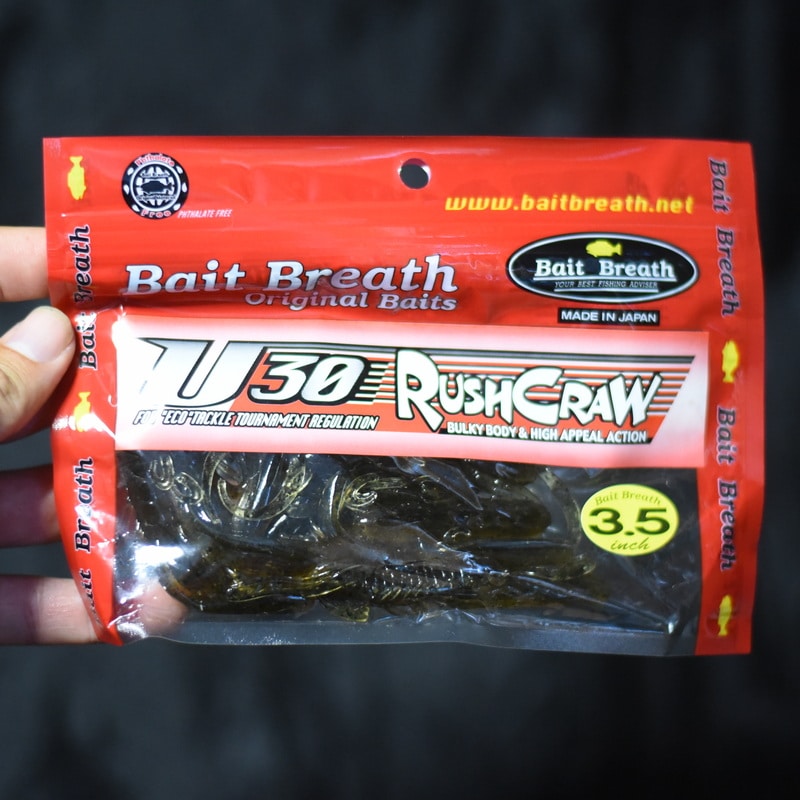 Phthalate
Free
PHTHALATE FREE
www.baitbreath.net
Bait Breath
Original Baits
Bait Breath
YOUR BEST FISHING ADVISER
MADE IN JAPAN
U30
FOR "ECO" TACKLE TOURNAMENT REGULATION
RUSHCRAW
BULKY BODY & HIGH APPEAL ACTION
Bait Breath
3.5
inch
Bait Breath
Bait Breath
Bait Breath
Bait Breath